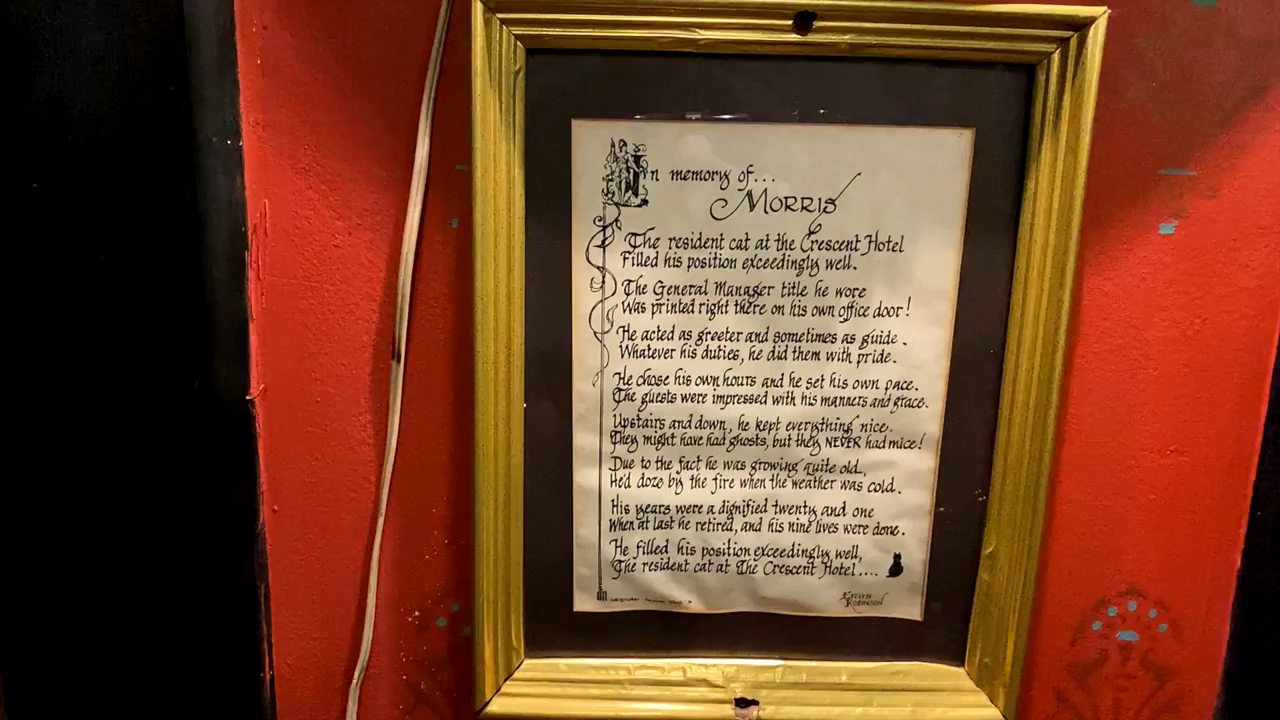 In memory of...
MORRIS
The resident cat at the Crescent Hotel
Filled his position exceedingly well.
The General Manager title he wore
Was printed right there on his own office door!
He acted as greeter and sometimes as guide.
Whatever his duties, he did them with pride.
He chose his own hours and he set his own pace.
The guests were impressed with his manners and grace.
Upstairs and down, he kept everything nice.
They might have had ghosts, but they NEVER had mice!
Due to the fact he was growing quite old,
He'd doze by the fire when the weather was cold.
His years were a dignified twenty and one
When at last he retired, and his nine lives were done.
He filled his position exceedingly well,
The resident cat at The Crescent Hotel....
EVELYN
ROBINSON